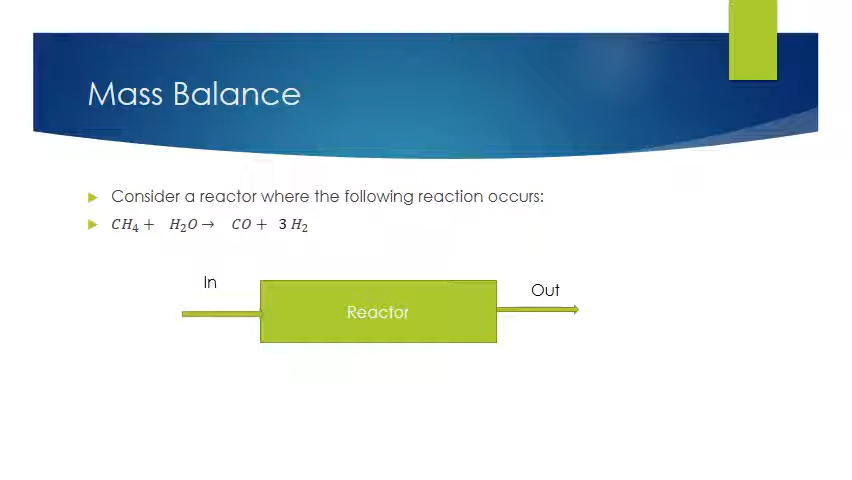 Mass Balance
Consider a reactor where the following reaction occurs:
CH₄ + H₂O → CO + 3 H₂
In
Out
Reactor